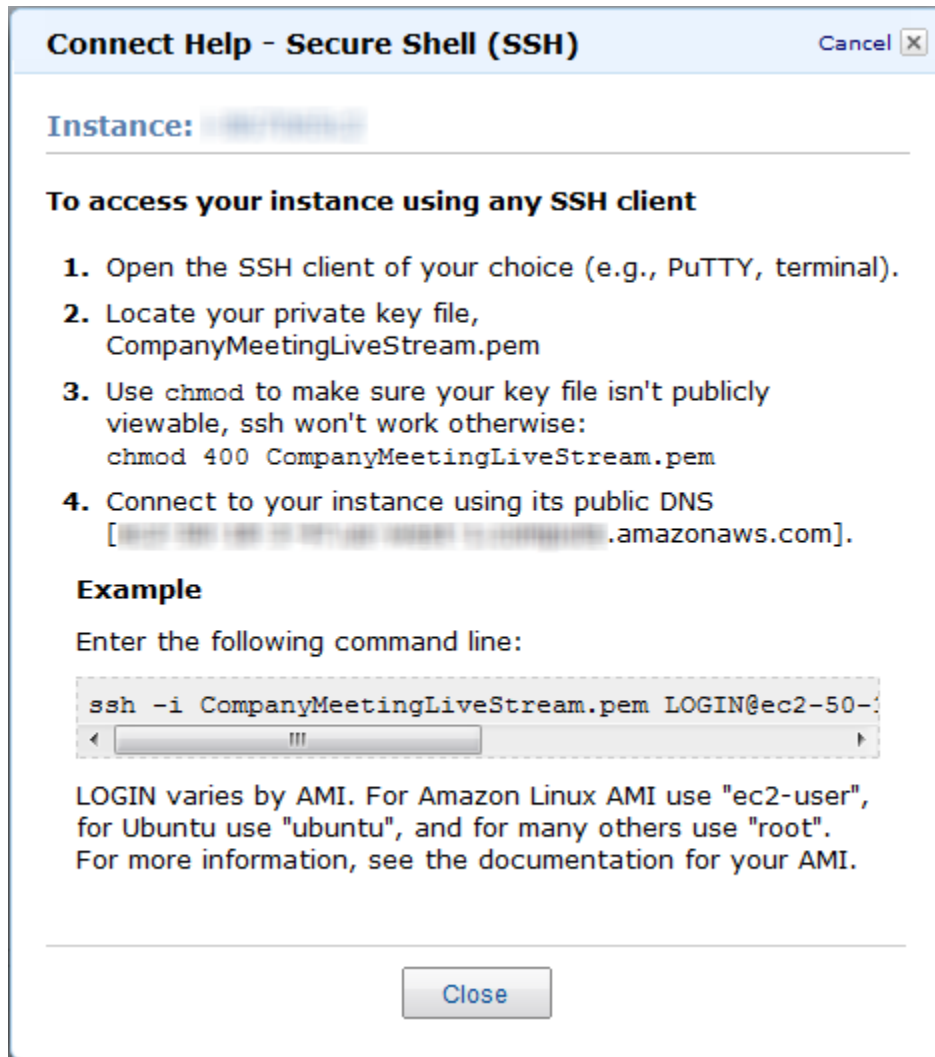 Connect Help - Secure Shell (SSH)
Cancel
Instance:
To access your instance using any SSH client
1. Open the SSH client of your choice (e.g., PuTTY, terminal).
2. Locate your private key file,
CompanyMeetingLiveStream.pem
3. Use chmod to make sure your key file isn't publicly
viewable, ssh won't work otherwise:
chmod 400 CompanyMeetingLiveStream.pem
4. Connect to your instance using its public DNS
[ .amazonaws.com].
Example
Enter the following command line:
ssh -i CompanyMeetingLiveStream.pem LOGIN@ec2-50-
LOGIN varies by AMI. For Amazon Linux AMI use "ec2-user",
for Ubuntu use "ubuntu", and for many others use "root".
For more information, see the documentation for your AMI.
Close